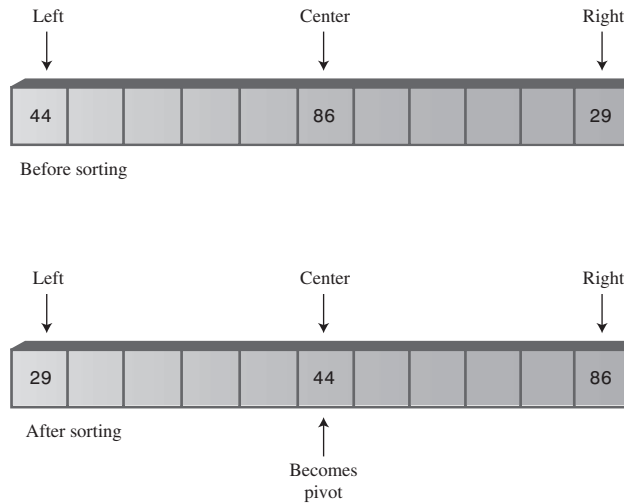 Left Center Right
44 86 29
Before sorting
Left Center Right
29 44 86
After sorting
Becomes
pivot